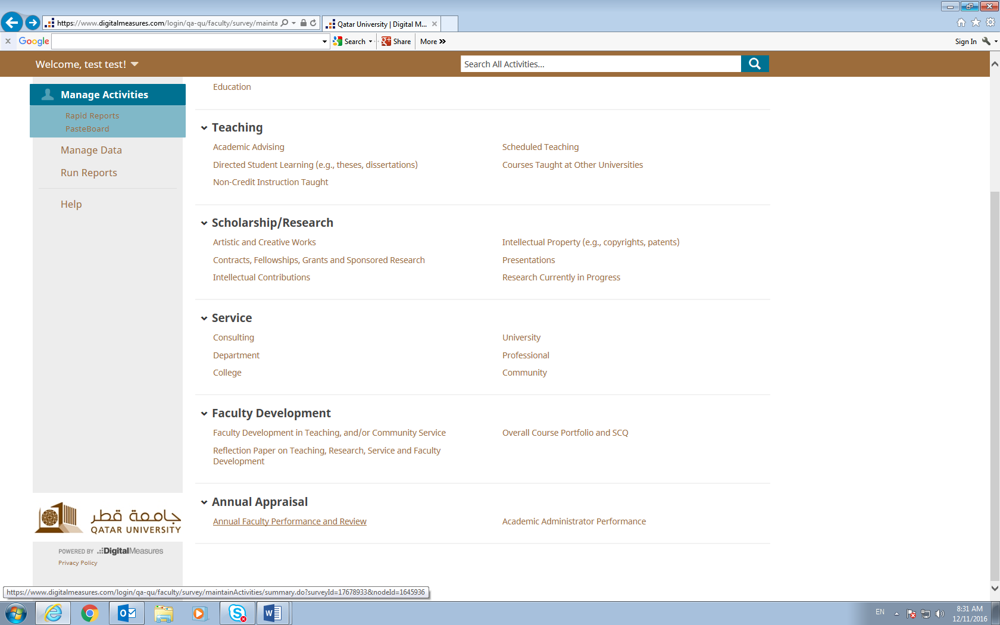 https://www.digitalmeasures.com/login/qa-qu/faculty/survey/mainta
Qatar University | Digital M...
x Google
Search
Share
More »
Sign In
Welcome, test test!
Search All Activities...
Manage Activities
Rapid Reports
PasteBoard
Manage Data
Run Reports
Help
Education
Teaching
Academic Advising
Scheduled Teaching
Directed Student Learning (e.g., theses, dissertations)
Courses Taught at Other Universities
Non-Credit Instruction Taught
Scholarship/Research
Artistic and Creative Works
Intellectual Property (e.g., copyrights, patents)
Contracts, Fellowships, Grants and Sponsored Research
Presentations
Intellectual Contributions
Research Currently in Progress
Service
Consulting
University
Department
Professional
College
Community
Faculty Development
Faculty Development in Teaching, and/or Community Service
Overall Course Portfolio and SCQ
Reflection Paper on Teaching, Research, Service and Faculty
Development
Annual Appraisal
Annual Faculty Performance and Review
Academic Administrator Performance
جامعة قطر
QATAR UNIVERSITY
POWERED BY DigitalMeasures
Privacy Policy
https://www.digitalmeasures.com/login/qa-qu/faculty/survey/maintainActivities/summary.do?surveyId=17678933&nodeId=1645936
EN
8:31 AM
12/11/2016